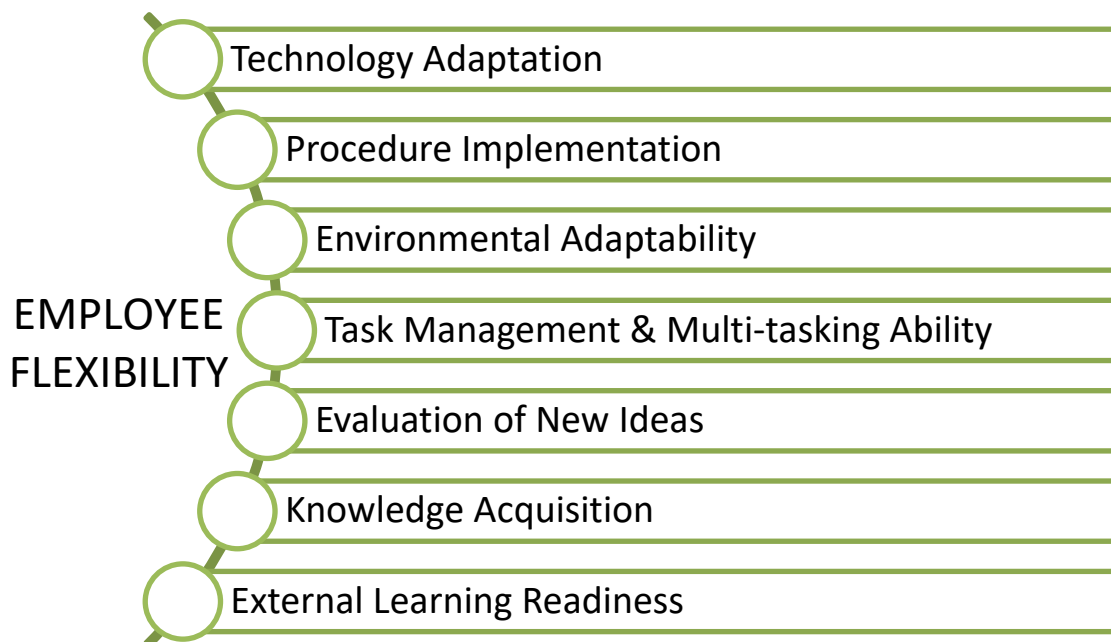 Technology Adaptation
Procedure Implementation
Environmental Adaptability
EMPLOYEE
FLEXIBILITY
Task Management & Multi-tasking Ability
Evaluation of New Ideas
Knowledge Acquisition
External Learning Readiness